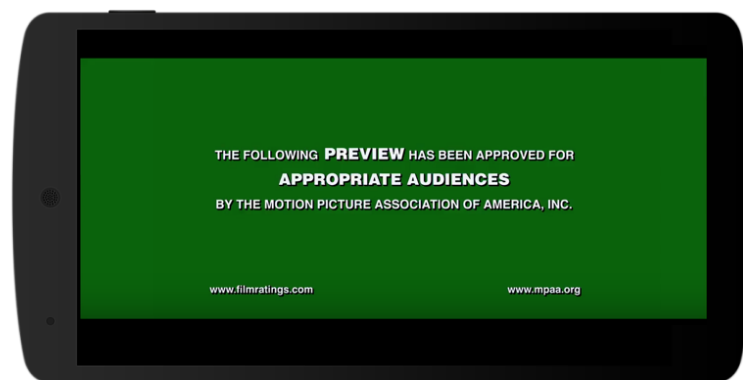 THE FOLLOWING PREVIEW HAS BEEN APPROVED FOR
APPROPRIATE AUDIENCES
BY THE MOTION PICTURE ASSOCIATION OF AMERICA, INC.
www.filmratings.com www.mpaa.org